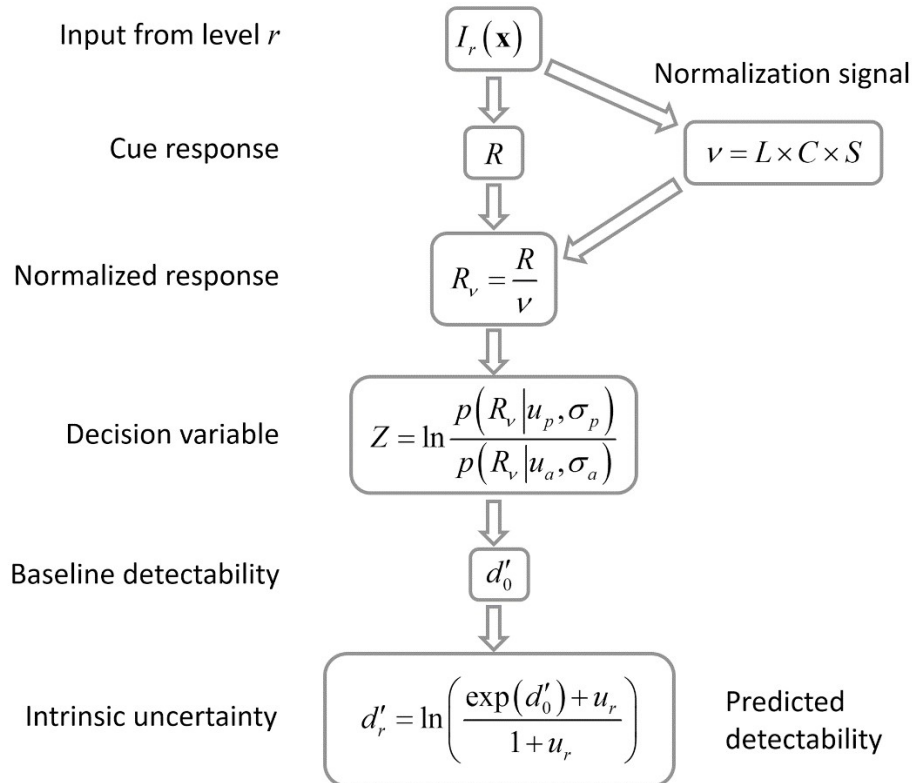 Input from level r
I_r(x)
Normalization signal
Cue response
R
ν = L × C × S
Normalized response
R_ν = R/ν
Decision variable
Z = ln p(R_ν|u_p,σ_p)/p(R_ν|u_a,σ_a)
Baseline detectability
d′_0
Intrinsic uncertainty
d′_r = ln((exp(d′_0)+u_r)/(1+u_r))
Predicted
detectability